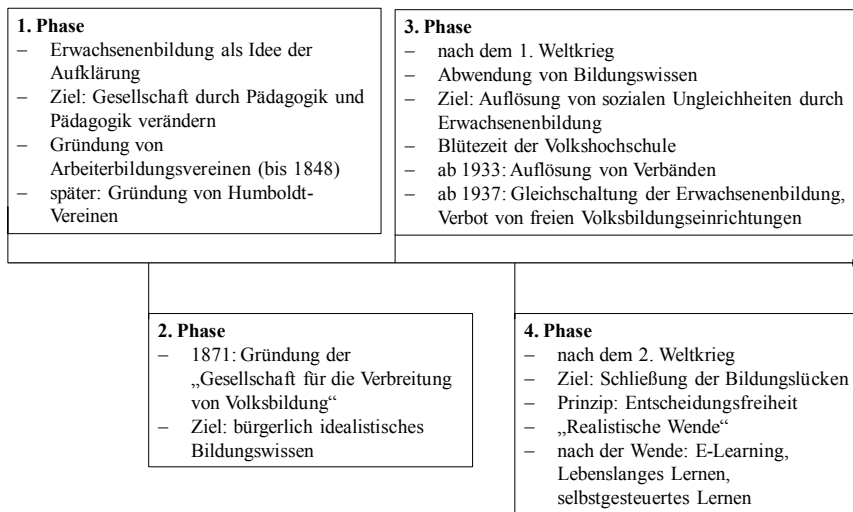 1. Phase
– Erwachsenenbildung als Idee der
Aufklärung
– Ziel: Gesellschaft durch Pädagogik und
Pädagogik verändern
– Gründung von
Arbeiterbildungsvereinen (bis 1848)
– später: Gründung von Humboldt-
Vereinen
3. Phase
– nach dem 1. Weltkrieg
– Abwendung von Bildungswissen
– Ziel: Auflösung von sozialen Ungleichheiten durch
Erwachsenenbildung
– Blütezeit der Volkshochschule
– ab 1933: Auflösung von Verbänden
– ab 1937: Gleichschaltung der Erwachsenenbildung,
Verbot von freien Volksbildungseinrichtungen
2. Phase
– 1871: Gründung der
„Gesellschaft für die Verbreitung
von Volksbildung“
– Ziel: bürgerlich idealistisches
Bildungswissen
4. Phase
– nach dem 2. Weltkrieg
– Ziel: Schließung der Bildungslücken
– Prinzip: Entscheidungsfreiheit
– „Realistische Wende“
– nach der Wende: E-Learning,
Lebenslanges Lernen,
selbstgesteuertes Lernen